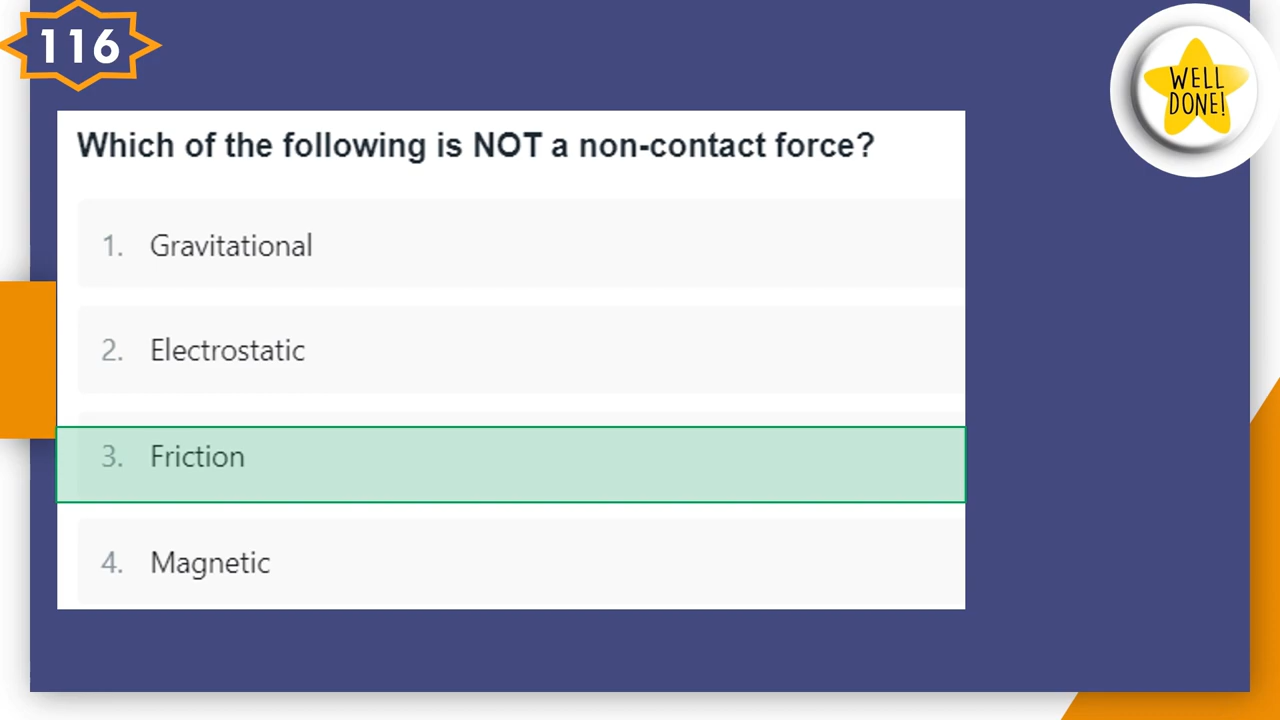 116
WELL
DONE!
Which of the following is NOT a non-contact force?
1. Gravitational
2. Electrostatic
3. Friction
4. Magnetic